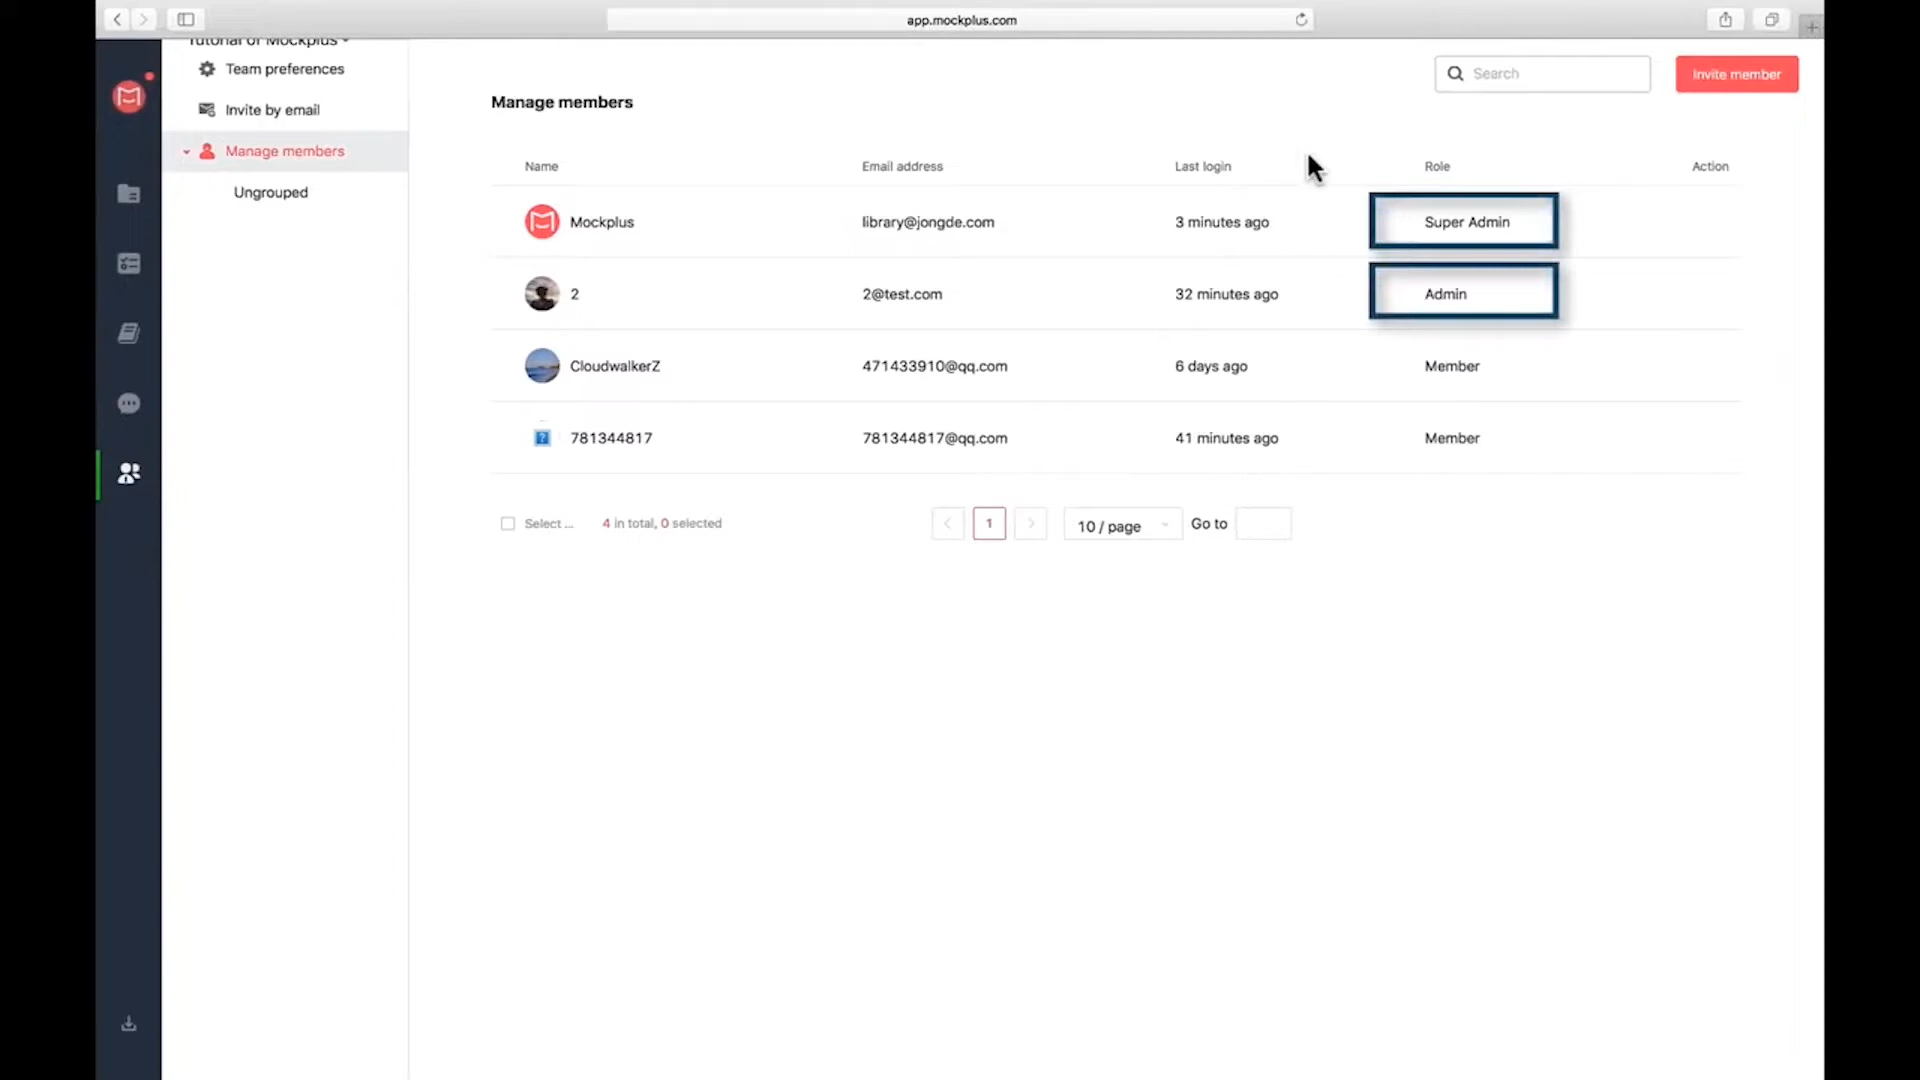 app.mockplus.com
Tutorial of Mockplus
Team preferences
Invite by email
Manage members
Ungrouped
Search
Invite member
Manage members
Name Email address Last login Role Action
Mockplus library@jongde.com 3 minutes ago Super Admin
2 2@test.com 32 minutes ago Admin
CloudwalkerZ 471433910@qq.com 6 days ago Member
781344817 781344817@qq.com 41 minutes ago Member
Select ... 4 in total, 0 selected 1 10 / page Go to